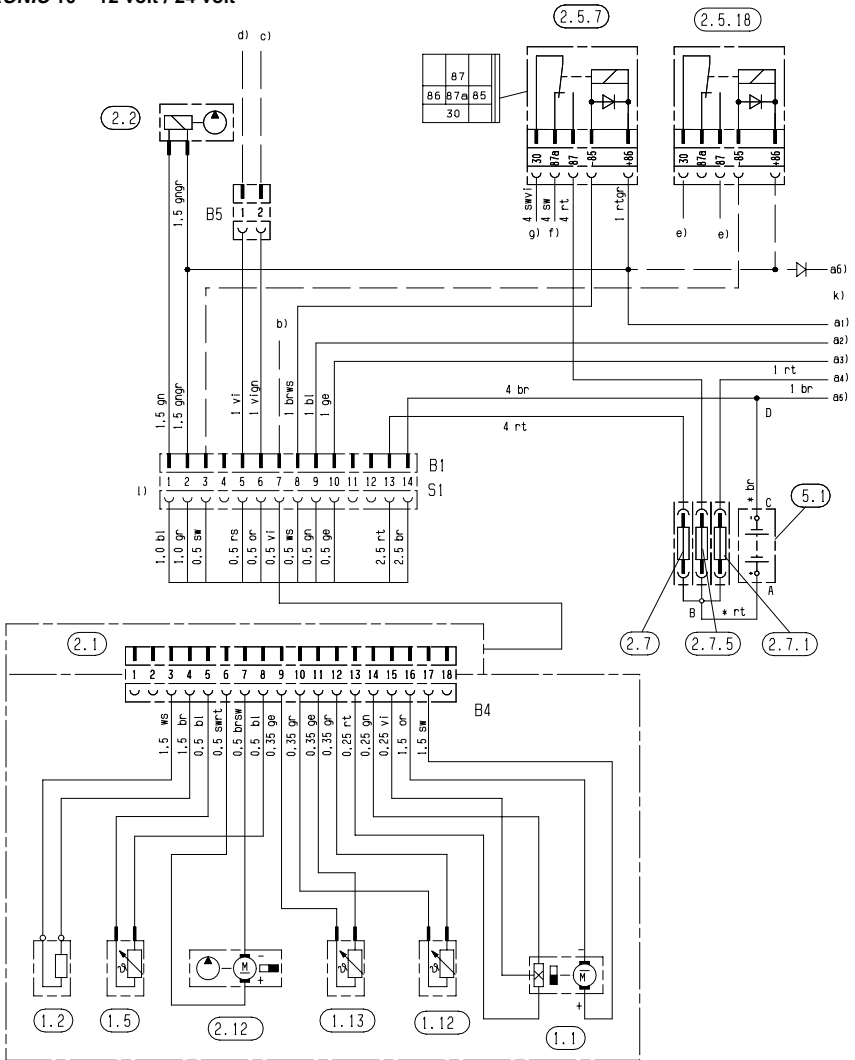 10 – 12 Volt / 24 Volt
2.5.7
2.5.18
d) c)
87
86 87a 85
30
2.2
30 87a 87 85 +86
30 87a 87 85 +86
1.5 gngr
B5
1 2
4 swvi
4 sw
4 rt
1 rtgr
g) f)
e) e)
a6)
k)
b)
a1)
a2)
a3)
1 rt
a4)
4 br
1 br
a5)
D
4 rt
1.5 gn
1.5 gngr
1 vi
1 vign
1 brws
1 bl
1 ge
B1
1 2 3 4 5 6 7 8 9 10 11 12 13 14
S1
l)
* br
C
5.1
-
+
A
1.0 bl
1.0 gr
0.5 sw
0.5 rs
0.5 or
0.5 vi
0.5 ws
0.5 gn
0.5 ge
2.5 rt
2.5 br
B
* rt
2.1
2.7
2.7.5
2.7.1
1 2 3 4 5 6 7 8 9 10 11 12 13 14 15 16 17 18
B4
1.5 ws
1.5 br
0.5 bl
0.5 swrt
0.5 brsw
0.5 bl
0.35 ge
0.35 gr
0.35 ge
0.35 gr
0.25 rt
0.25 gn
0.25 vi
1.5 or
1.5 sw
ϑ
-
M
+
ϑ
ϑ
-
M
+
1.2
1.5
2.12
1.13
1.12
1.1